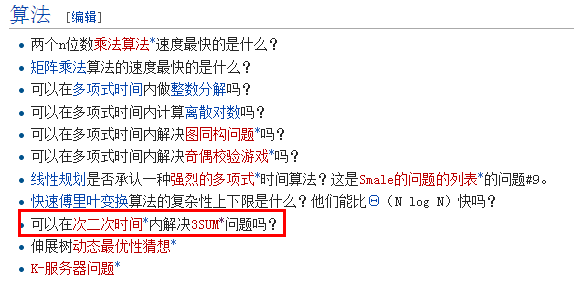 算法 [编辑]
两个n位数乘法算法*速度最快的是什么？
矩阵乘法算法的速度最快的是什么？
可以在多项式时间内做整数分解吗？
可以在多项式时间内计算离散对数吗？
可以在多项式时间内解决图同构问题*吗？
可以在多项式时间内解决奇偶校验游戏*吗？
线性规划是否承认一种强烈的多项式*时间算法？这是Smale的问题的列表*的问题#9。
快速傅里叶变换算法的复杂性上下限是什么？他们能比Θ（N log N）快吗？
可以在次二次时间*内解决3SUM*问题吗？
伸展树动态最优性猜想*
K-服务器问题*